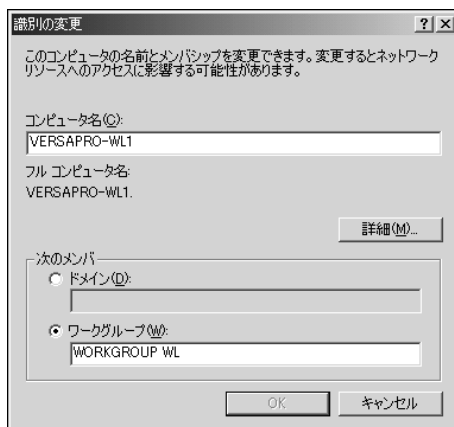 識別の変更
このコンピュータの名前とメンバシップを変更できます。変更するとネットワーク
リソースへのアクセスに影響する可能性があります。
コンピュータ名(C):
VERSAPRO-WL1
フル コンピュータ名:
VERSAPRO-WL1.
詳細(M)...
次のメンバ
ドメイン(D):
ワークグループ(W):
WORKGROUP WL
OK
キャンセル